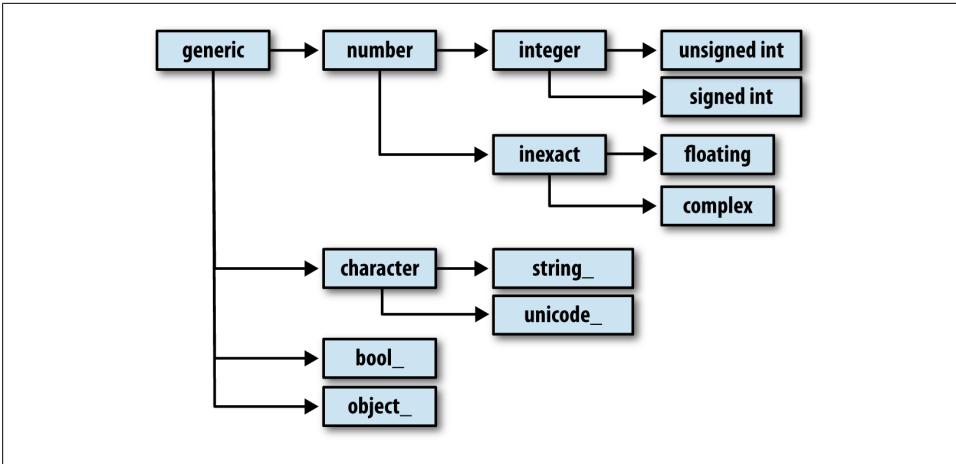 generic number integer unsigned int
signed int
inexact floating
complex
character string_
unicode_
bool_
object_